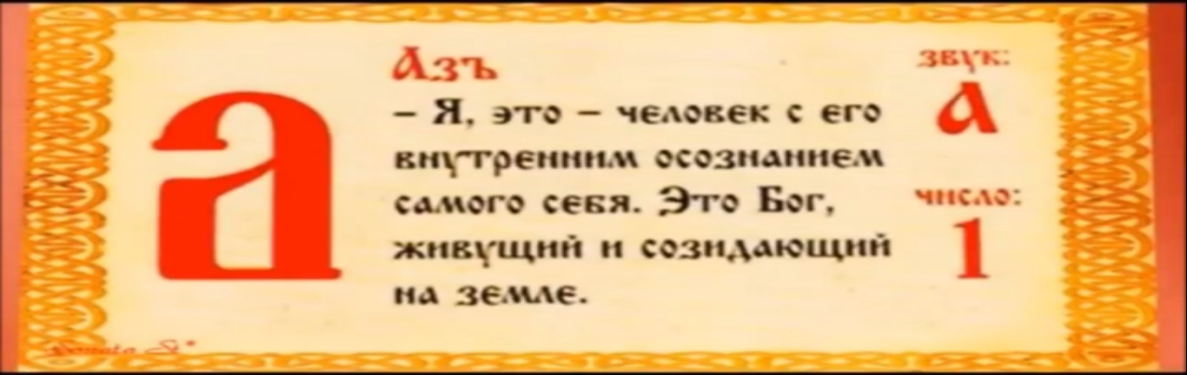 а
Азъ
– Я, это – человек с его
внутренним осознанием
самого себя. Это Бог,
живущий и созидающий
на земле.
звук:
А
число:
1